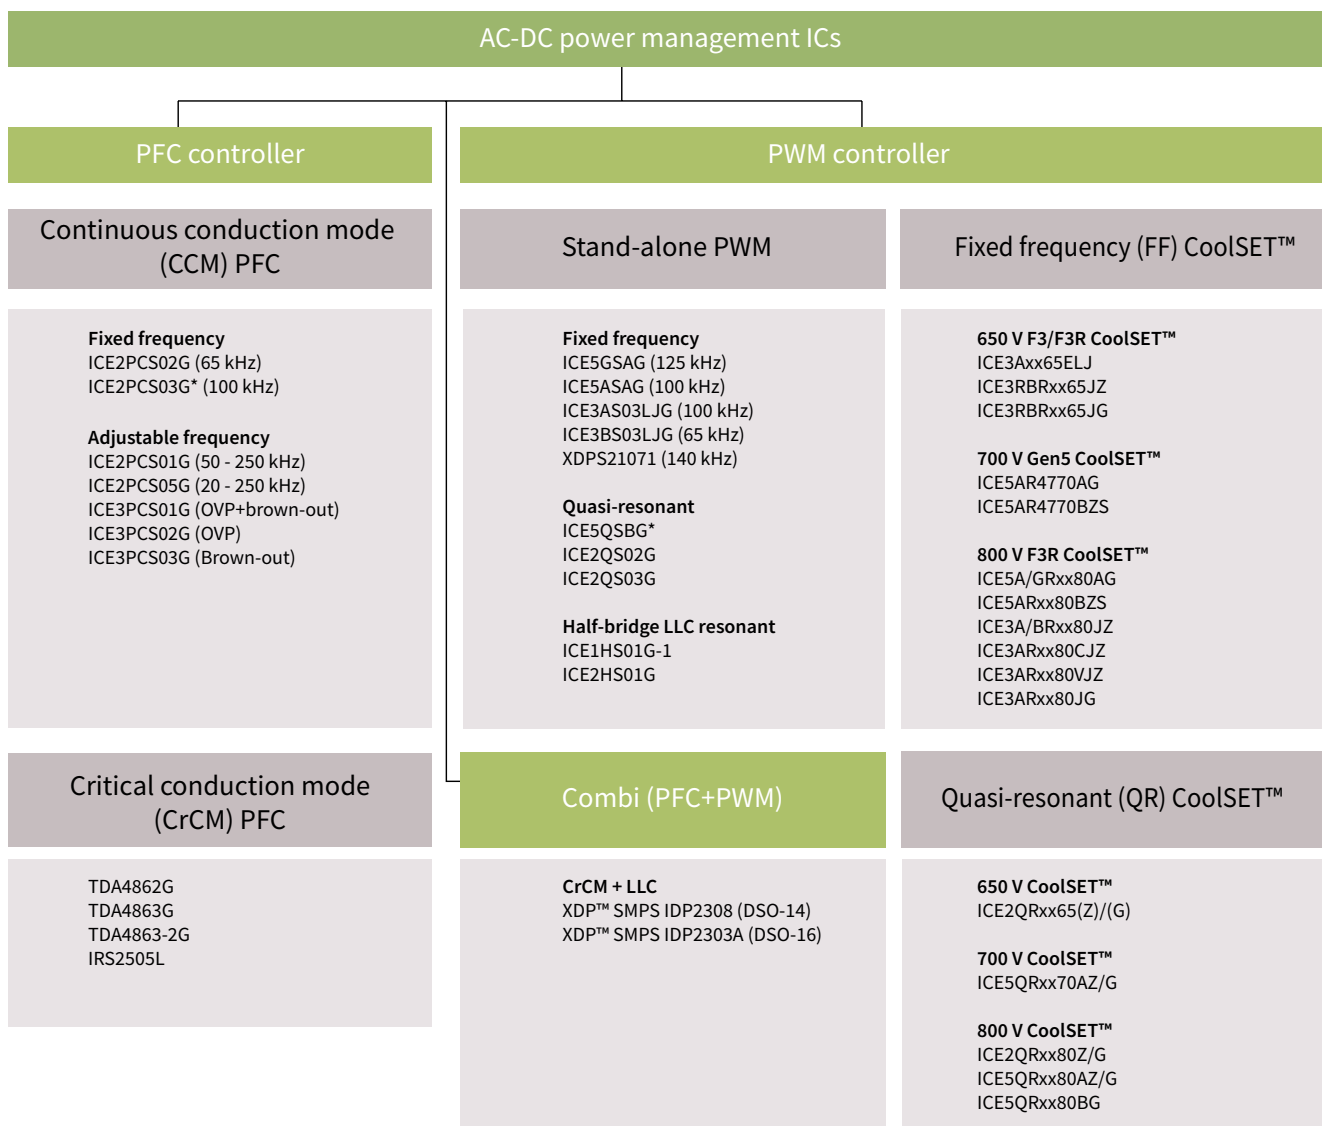 AC-DC power management ICs
PFC controller
PWM controller
Continuous conduction mode
(CCM) PFC
Fixed frequency
ICE2PCS02G (65 kHz)
ICE2PCS03G* (100 kHz)
Adjustable frequency
ICE2PCS01G (50 - 250 kHz)
ICE2PCS05G (20 - 250 kHz)
ICE3PCS01G (OVP+brown-out)
ICE3PCS02G (OVP)
ICE3PCS03G (Brown-out)
Critical conduction mode
(CrCM) PFC
TDA4862G
TDA4863G
TDA4863-2G
IRS2505L
Stand-alone PWM
Fixed frequency
ICE5GSAG (125 kHz)
ICE5ASAG (100 kHz)
ICE3AS03LJG (100 kHz)
ICE3BS03LJG (65 kHz)
XDPS21071 (140 kHz)
Quasi-resonant
ICE5QSBG*
ICE2QS02G
ICE2QS03G
Half-bridge LLC resonant
ICE1HS01G-1
ICE2HS01G
Combi (PFC+PWM)
CrCM + LLC
XDP™ SMPS IDP2308 (DSO-14)
XDP™ SMPS IDP2303A (DSO-16)
Fixed frequency (FF) CoolSET™
650 V F3/F3R CoolSET™
ICE3Axx65ELJ
ICE3RBRxx65JZ
ICE3RBRxx65JG
700 V Gen5 CoolSET™
ICE5AR4770AG
ICE5AR4770BZS
800 V F3R CoolSET™
ICE5A/GRxx80AG
ICE5ARxx80BZS
ICE3A/BRxx80JZ
ICE3ARxx80CJZ
ICE3ARxx80VJZ
ICE3ARxx80JG
Quasi-resonant (QR) CoolSET™
650 V CoolSET™
ICE2QRxx65(Z)/(G)
700 V CoolSET™
ICE5QRxx70AZ/G
800 V CoolSET™
ICE2QRxx80Z/G
ICE5QRxx80AZ/G
ICE5QRxx80BG